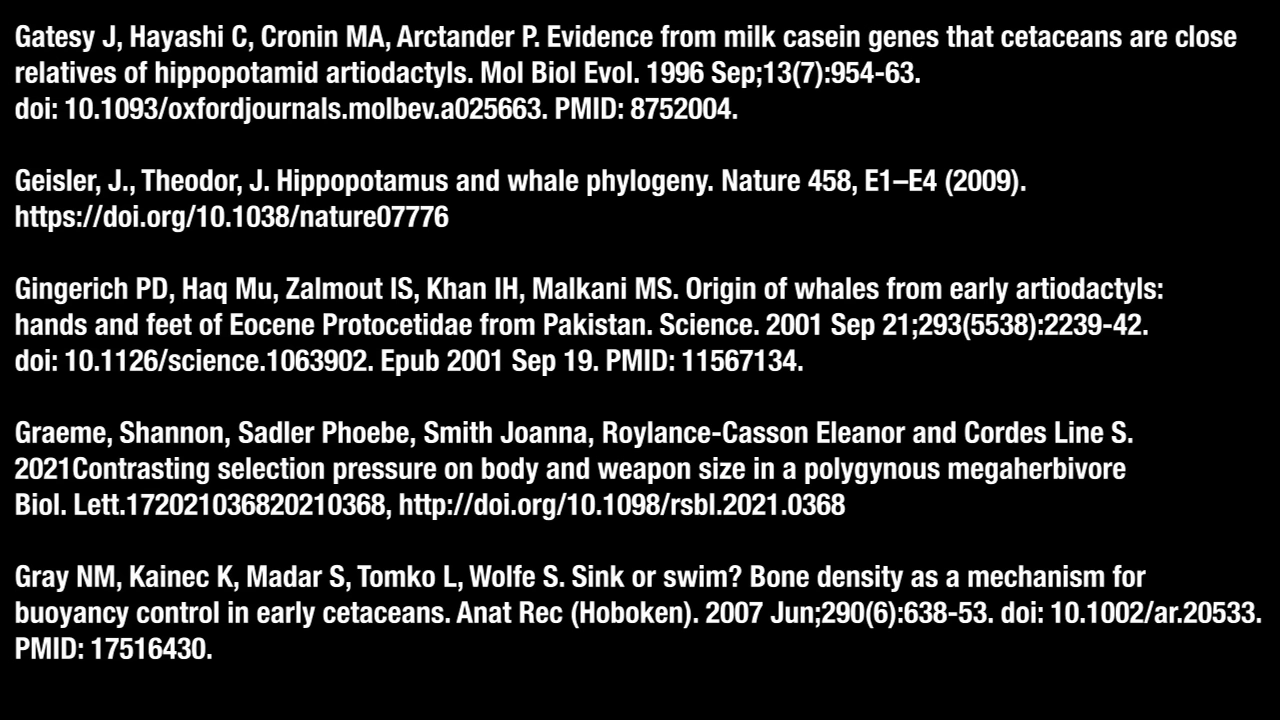 Gatesy J, Hayashi C, Cronin MA, Arctander P. Evidence from milk casein genes that cetaceans are close
relatives of hippopotamid artiodactyls. Mol Biol Evol. 1996 Sep;13(7):954-63.
doi: 10.1093/oxfordjournals.molbev.a025663. PMID: 8752004.
Geisler, J., Theodor, J. Hippopotamus and whale phylogeny. Nature 458, E1–E4 (2009).
https://doi.org/10.1038/nature07776
Gingerich PD, Haq Mu, Zalmout IS, Khan IH, Malkani MS. Origin of whales from early artiodactyls:
hands and feet of Eocene Protocetidae from Pakistan. Science. 2001 Sep 21;293(5538):2239-42.
doi: 10.1126/science.1063902. Epub 2001 Sep 19. PMID: 11567134.
Graeme, Shannon, Sadler Phoebe, Smith Joanna, Roylance-Casson Eleanor and Cordes Line S.
2021Contrasting selection pressure on body and weapon size in a polygynous megaherbivore
Biol. Lett.172021036820210368, http://doi.org/10.1098/rsbl.2021.0368
Gray NM, Kainec K, Madar S, Tomko L, Wolfe S. Sink or swim? Bone density as a mechanism for
buoyancy control in early cetaceans. Anat Rec (Hoboken). 2007 Jun;290(6):638-53. doi: 10.1002/ar.20533.
PMID: 17516430.